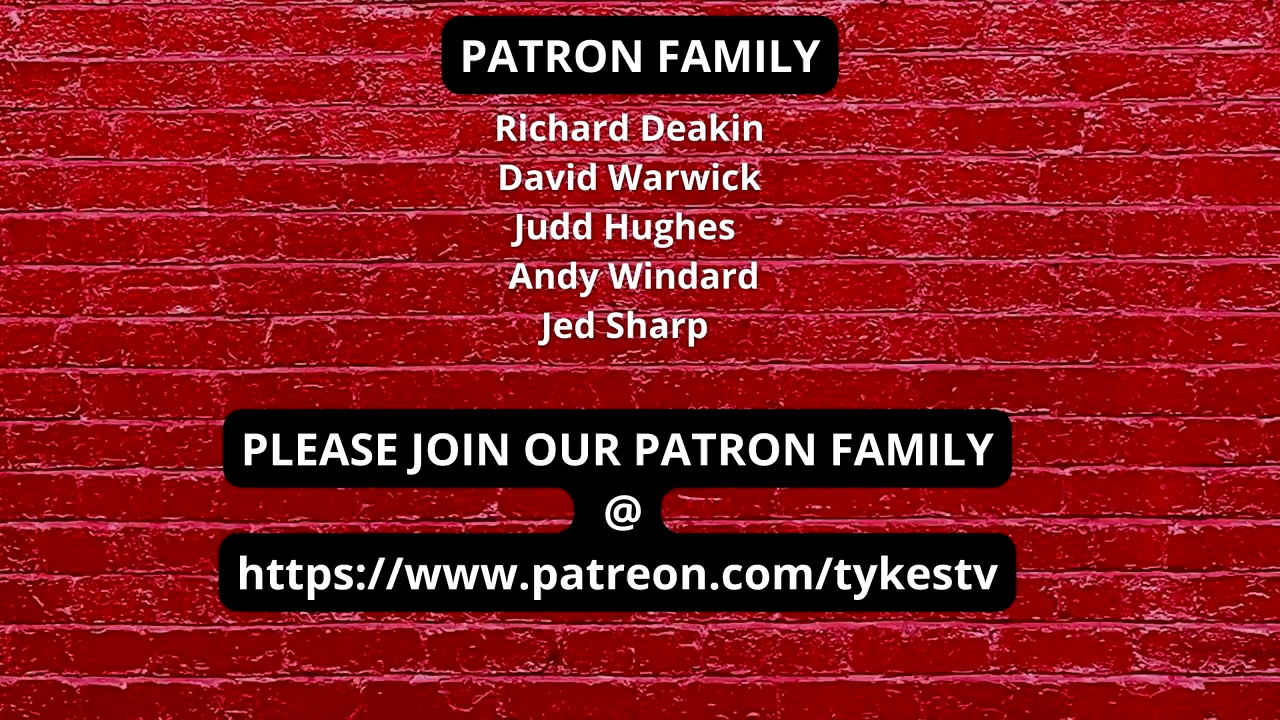 PATRON FAMILY
Richard Deakin
David Warwick
Judd Hughes
Andy Windard
Jed Sharp
PLEASE JOIN OUR PATRON FAMILY
@
https://www.patreon.com/tykestv